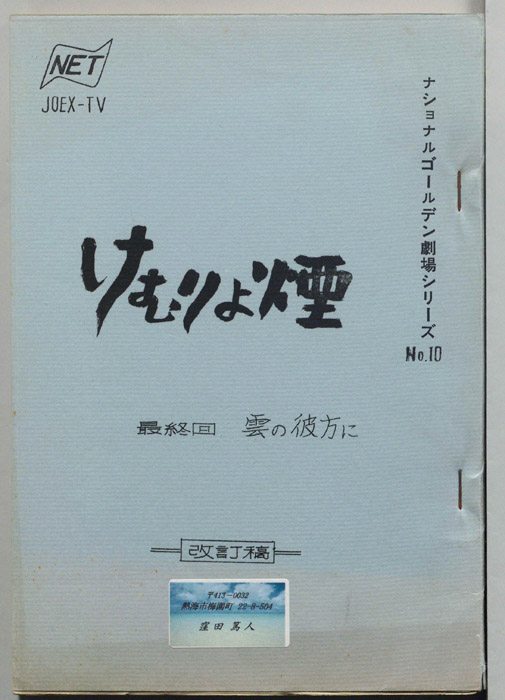 NET
JOEX-TV
ナショナルゴールデン劇場シリーズ
No.10
けむりよ煙
最終回 雲の彼方に
改訂稿
〒413-0032
熱海市梅園町 22-8-504
窪田篤人